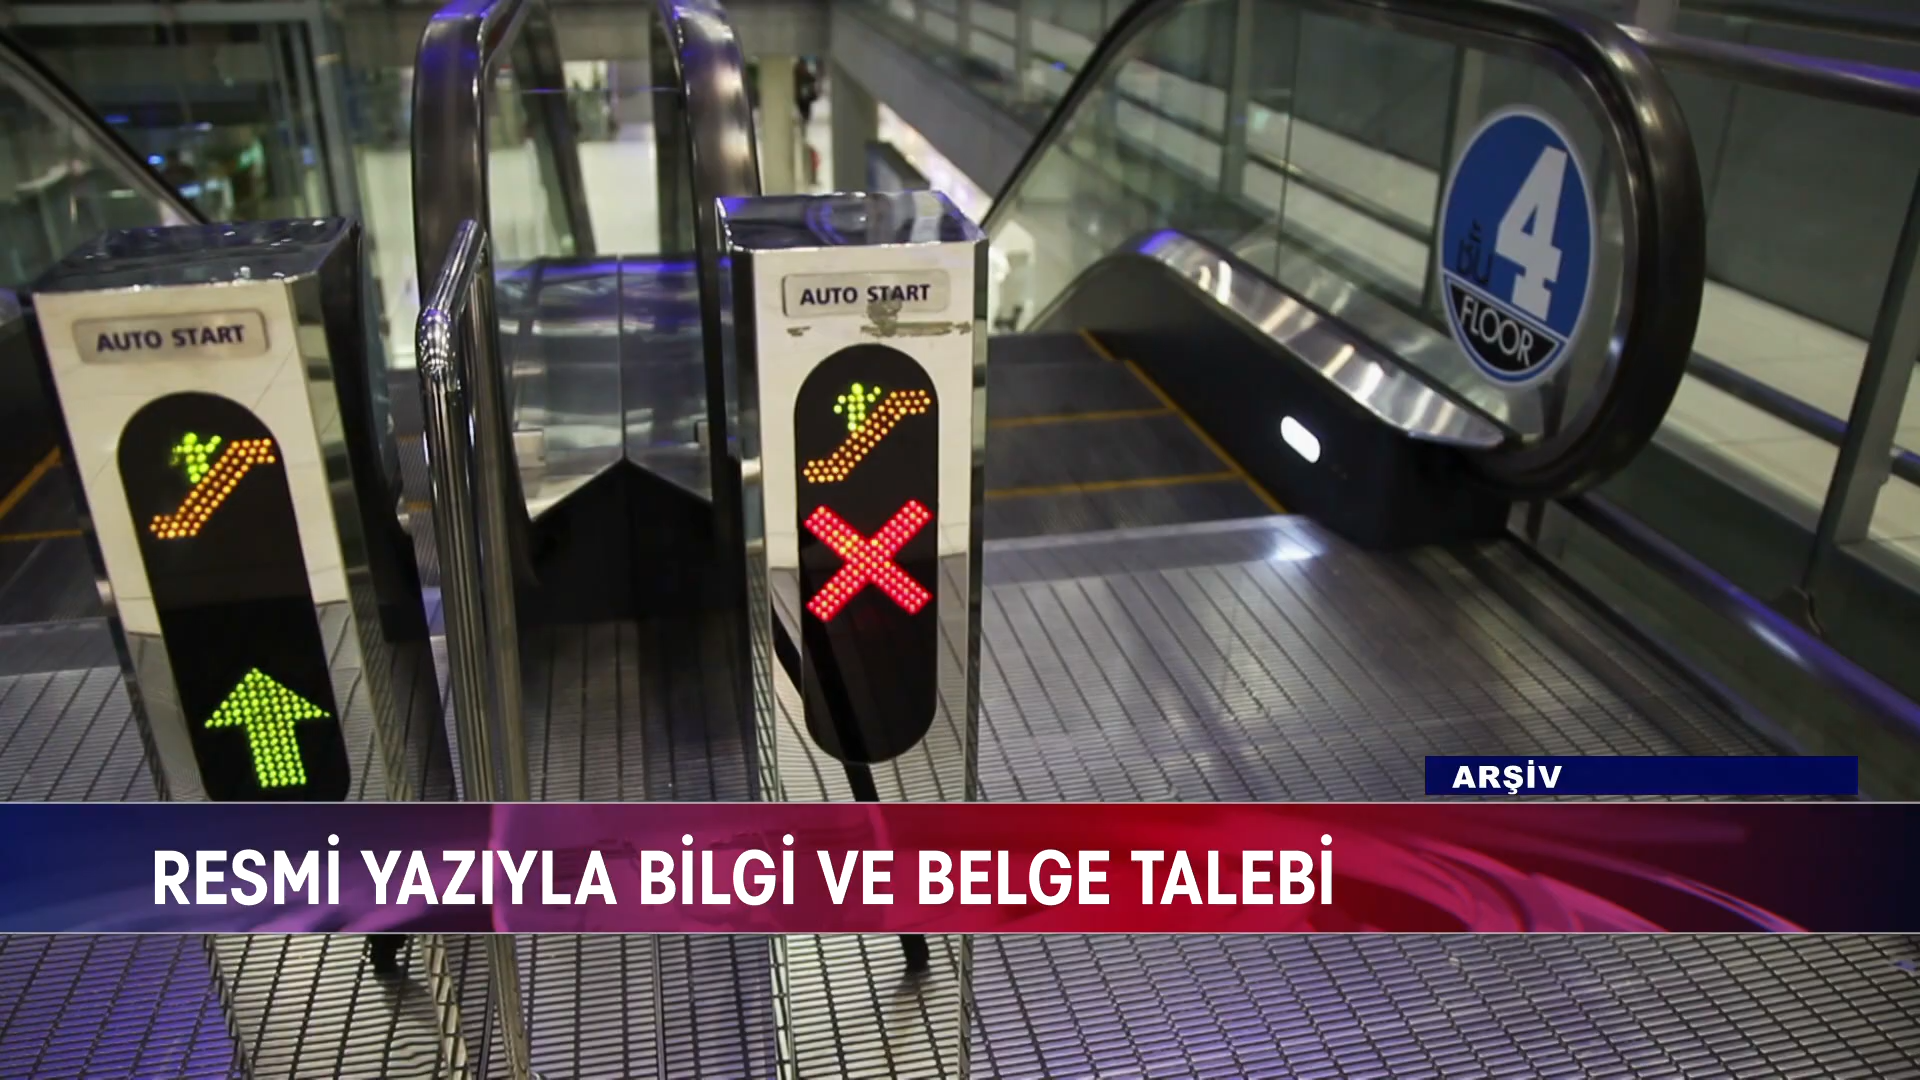 AUTO START
AUTO START
4
FLOOR
ARŞİV
RESMİ YAZIYLA BİLGİ VE BELGE TALEBİ